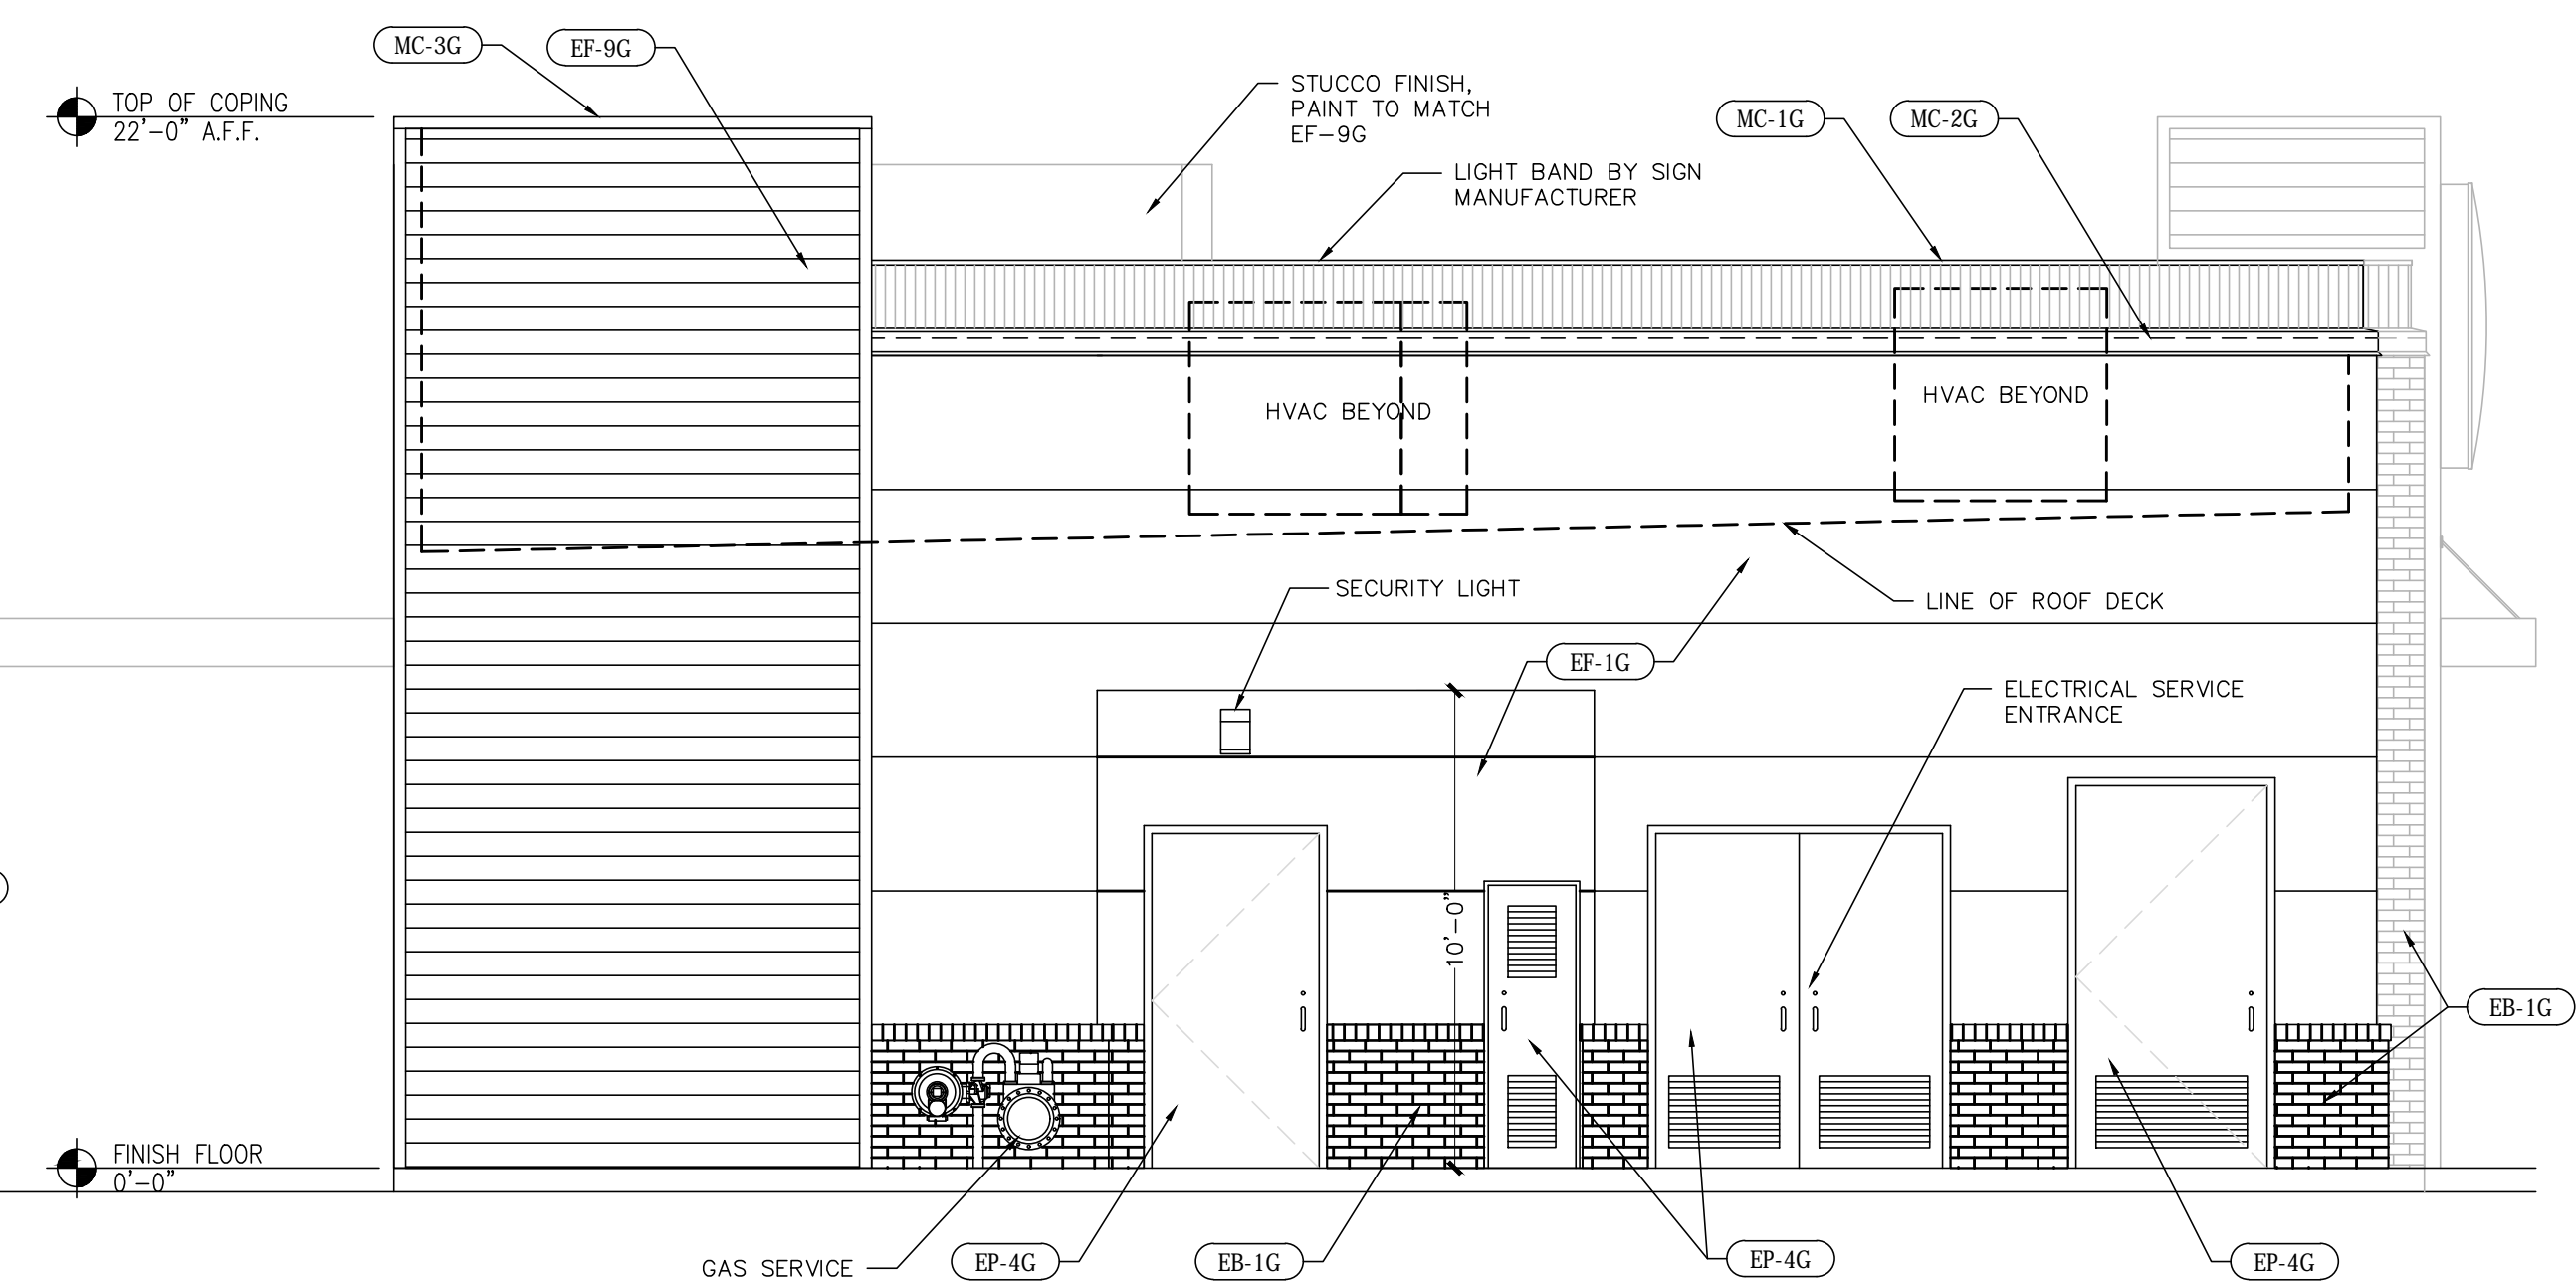 MC-3G
EF-9G
TOP OF COPING
22'-0" A.F.F.
STUCCO FINISH,
PAINT TO MATCH
EF-9G
LIGHT BAND BY SIGN
MANUFACTURER
MC-1G
MC-2G
HVAC BEYOND
HVAC BEYOND
SECURITY LIGHT
LINE OF ROOF DECK
EF-1G
ELECTRICAL SERVICE
ENTRANCE
10'-0"
EB-1G
FINISH FLOOR
0'-0"
GAS SERVICE
EP-4G
EB-1G
EP-4G
EP-4G